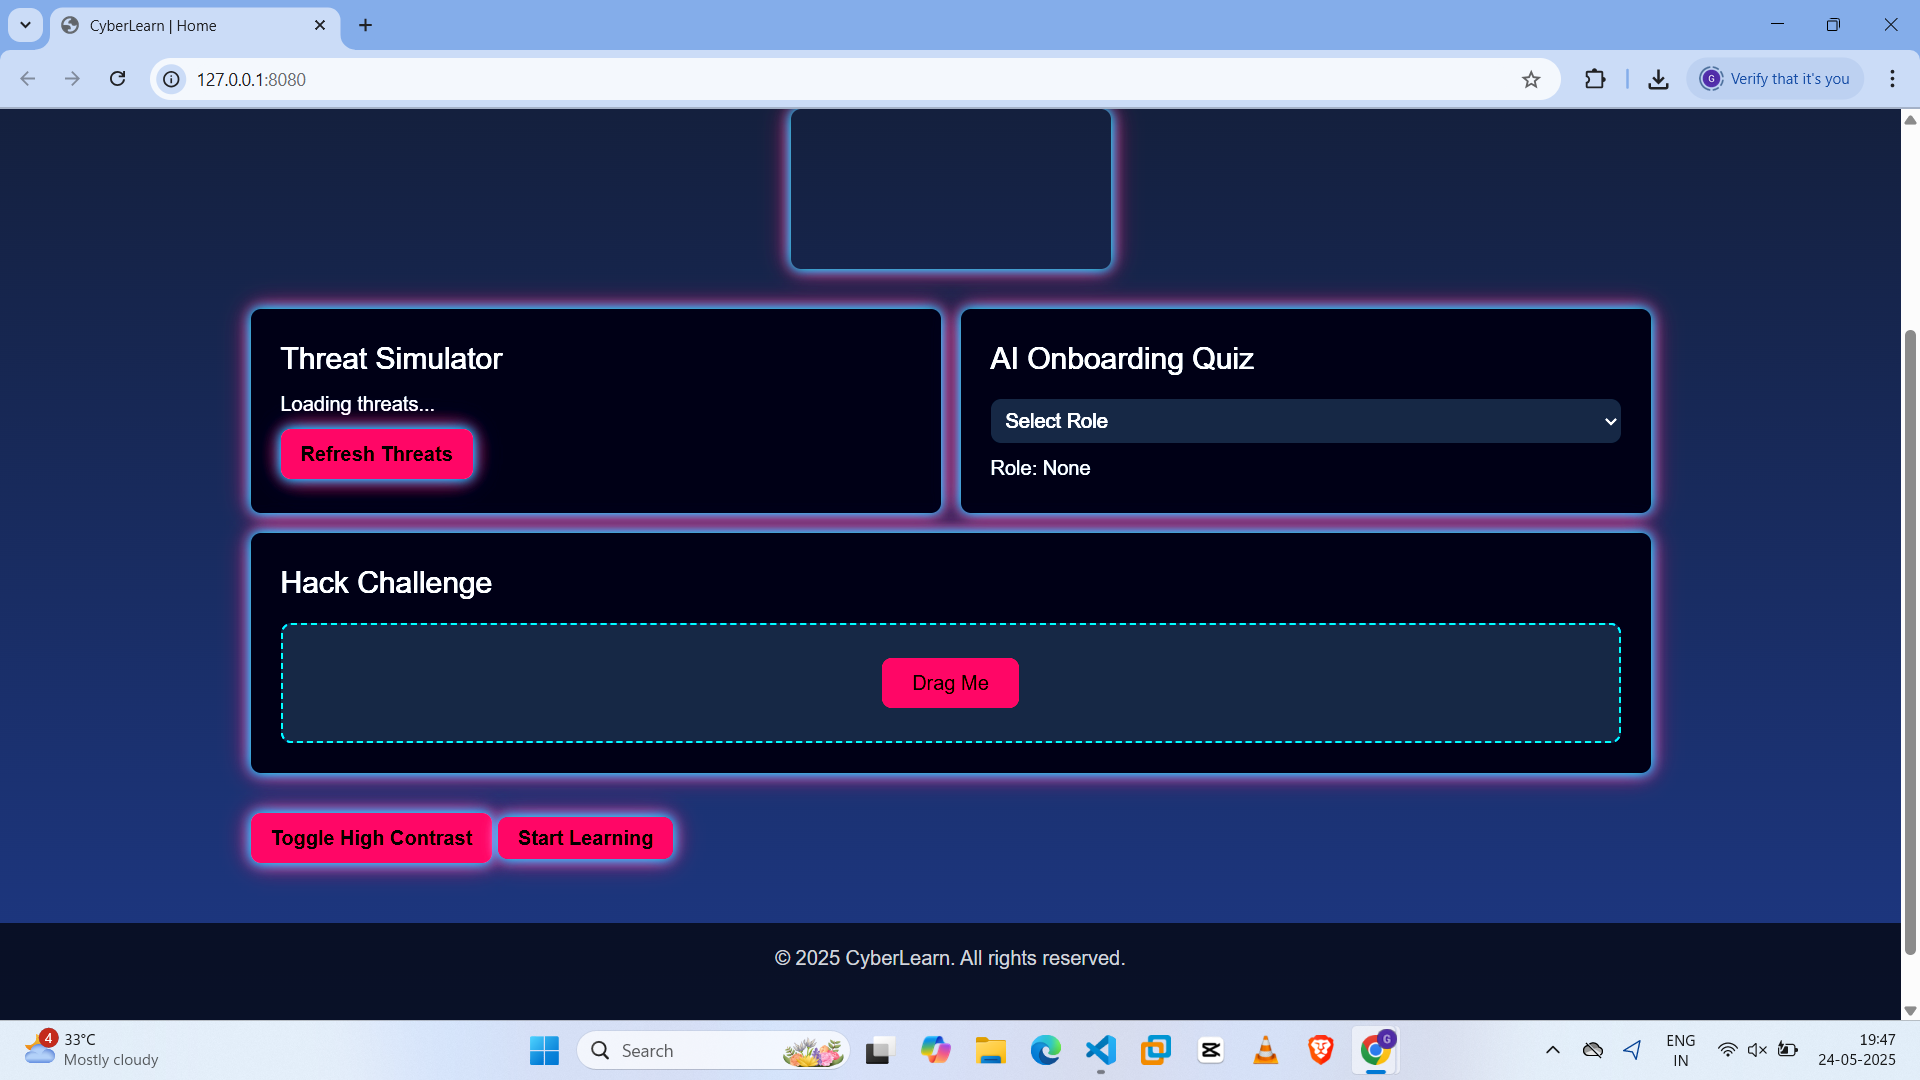 CyberLearn | Home
127.0.0.1:8080
G
Verify that it's you
Threat Simulator
Loading threats...
Refresh Threats
AI Onboarding Quiz
Select Role
Role: None
Hack Challenge
Drag Me
Toggle High Contrast
Start Learning
© 2025 CyberLearn. All rights reserved.
4
33°C
Mostly cloudy
Search
G
ENG
IN
19:47
24-05-2025